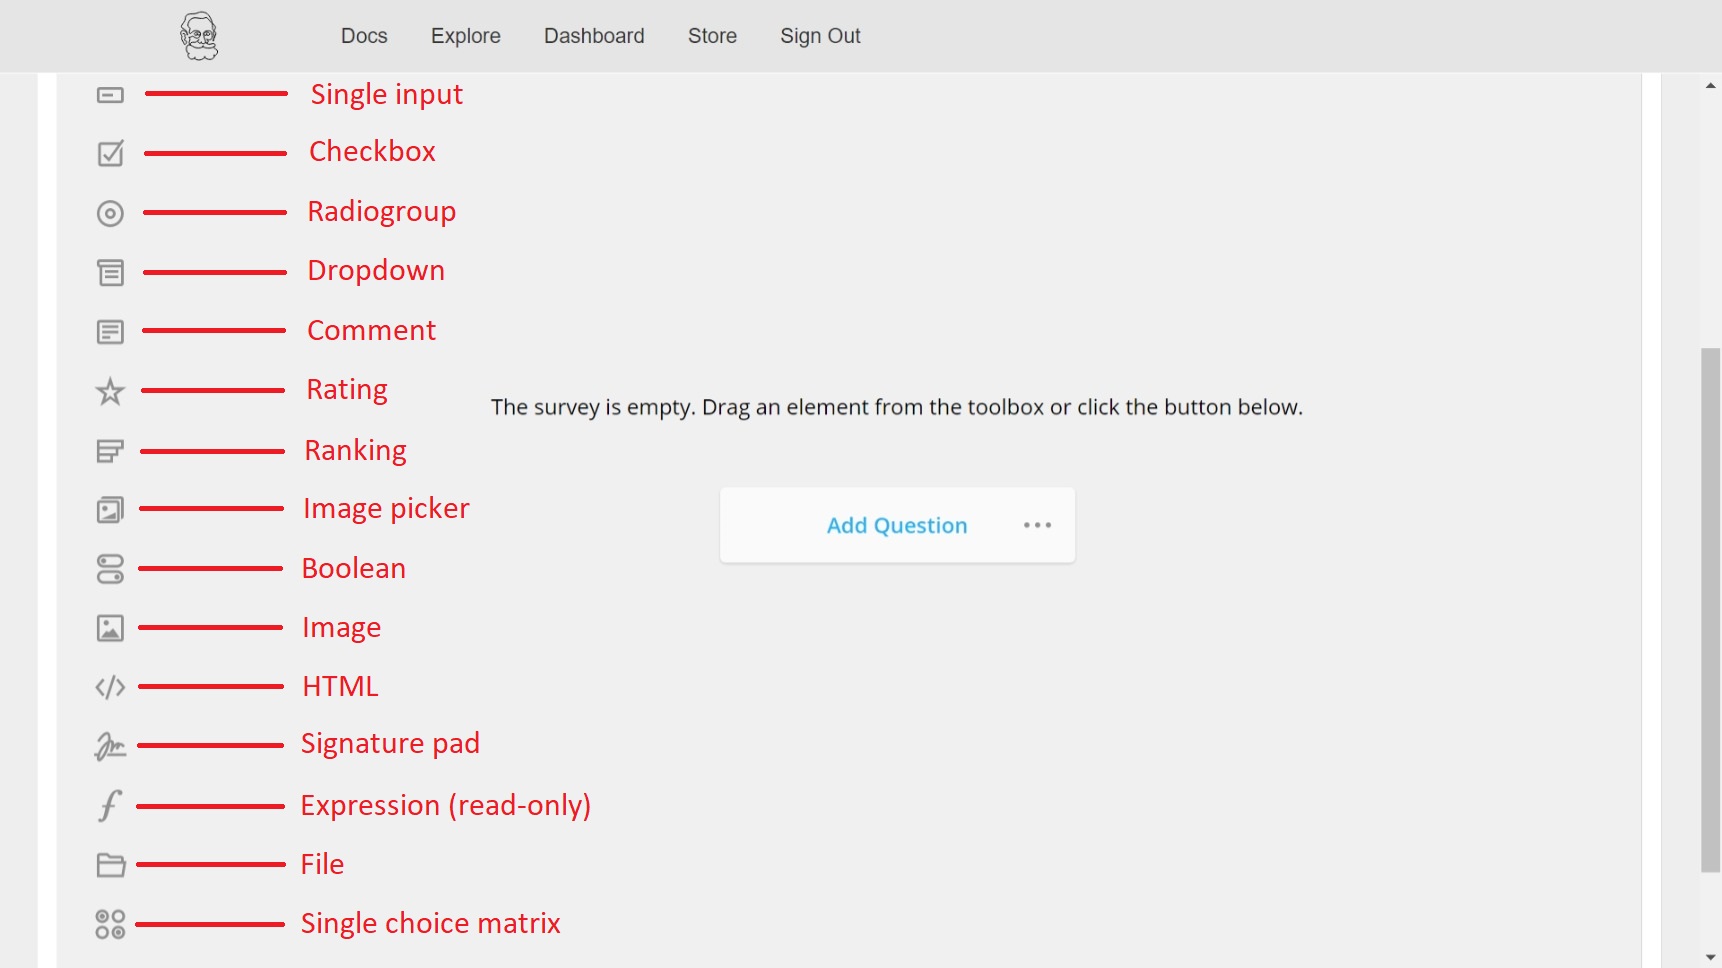 Docs Explore Dashboard Store Sign Out
Single input
Checkbox
Radiogroup
Dropdown
Comment
Rating
The survey is empty. Drag an element from the toolbox or click the button below.
Ranking
Image picker
Add Question
Boolean
Image
HTML
Signature pad
Expression (read-only)
File
Single choice matrix